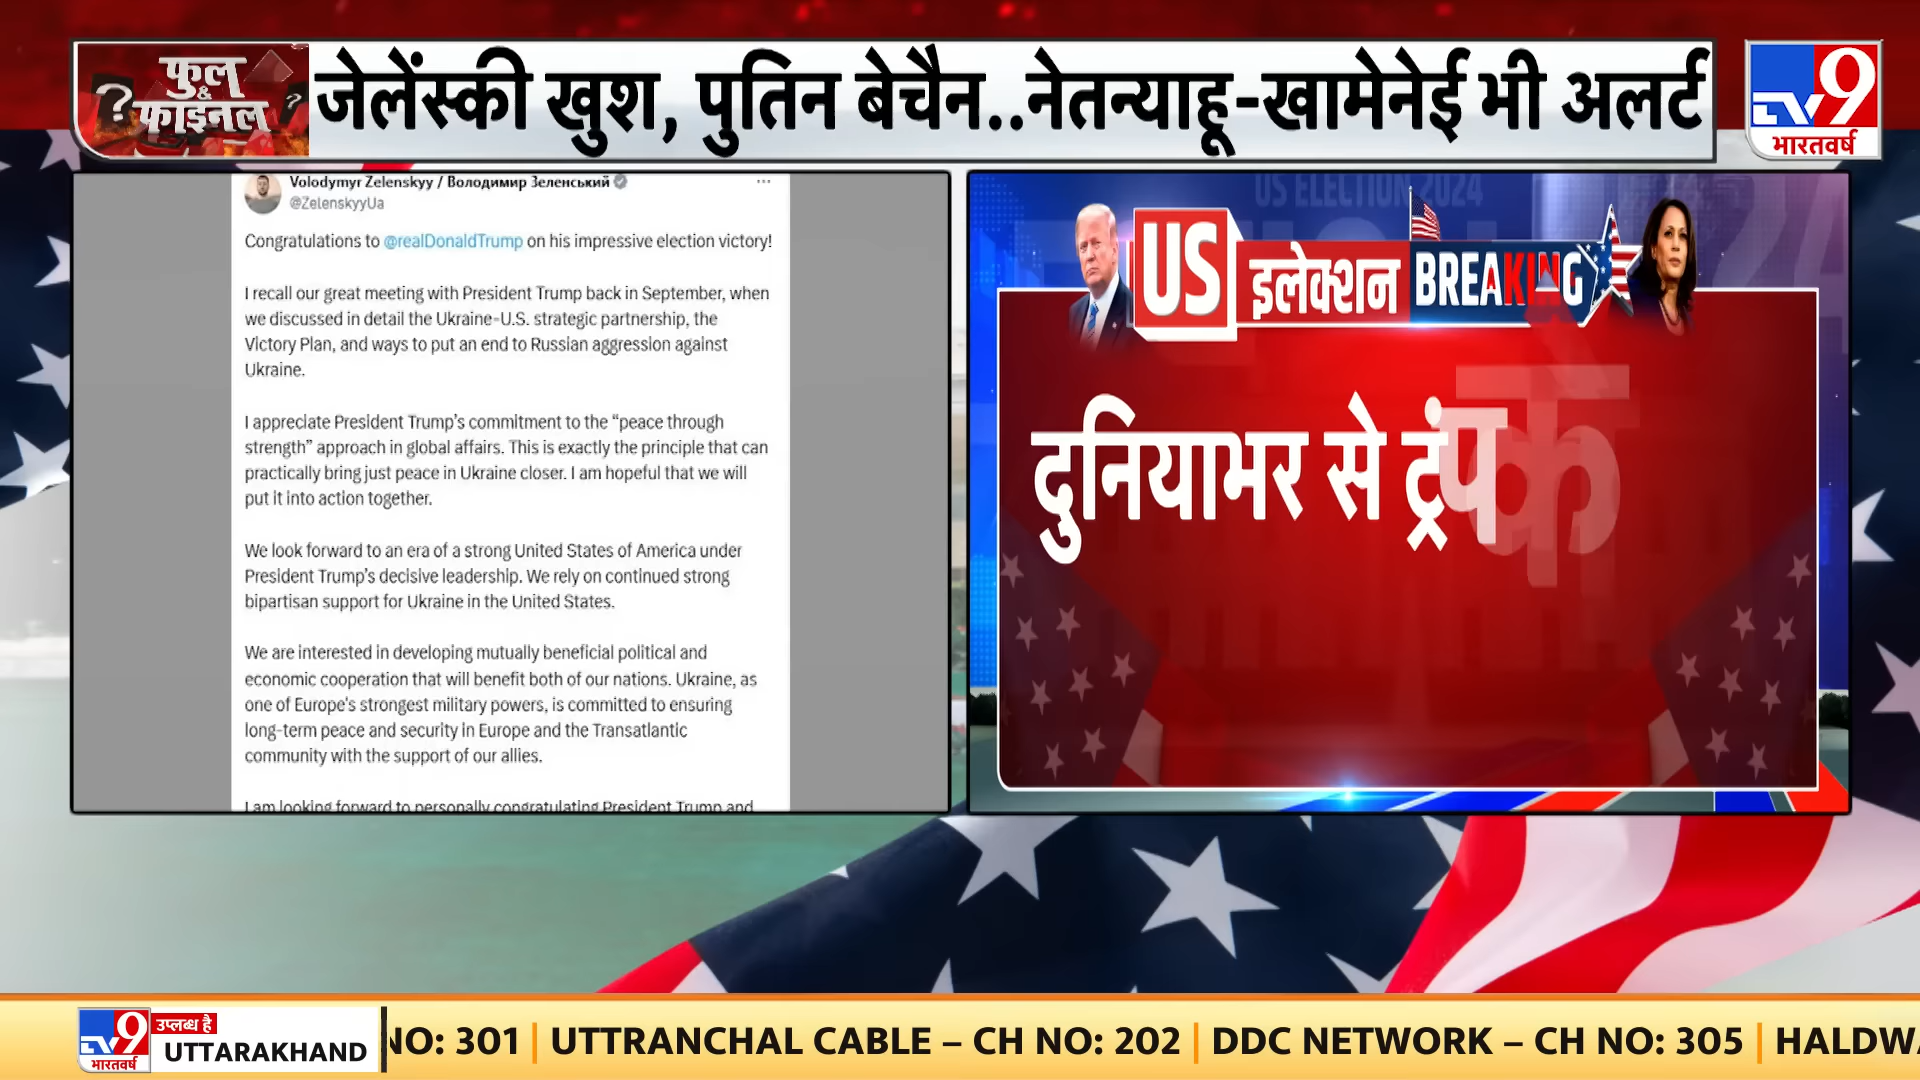 फुल
&
फाइनल
जेलेंस्की खुश, पुतिन बेचैन..नेतन्याहू-खामेनेई भी अलर्ट
TV9
भारतवर्ष
Volodymyr Zelenskyy / Володимир Зеленський
@ZelenskyyUa
Congratulations to @realDonaldTrump on his impressive election victory!
I recall our great meeting with President Trump back in September, when
we discussed in detail the Ukraine-U.S. strategic partnership, the
Victory Plan, and ways to put an end to Russian aggression against
Ukraine.
I appreciate President Trump's commitment to the “peace through
strength” approach in global affairs. This is exactly the principle that can
practically bring just peace in Ukraine closer. I am hopeful that we will
put it into action together.
We look forward to an era of a strong United States of America under
President Trump's decisive leadership. We rely on continued strong
bipartisan support for Ukraine in the United States.
We are interested in developing mutually beneficial political and
economic cooperation that will benefit both of our nations. Ukraine, as
one of Europe's strongest military powers, is committed to ensuring
long-term peace and security in Europe and the Transatlantic
community with the support of our allies.
I am looking forward to personally congratulating President Trump and
US ELECTION 2024
US इलेक्शन BREAKING
दुनियाभर से ट्रंप के
TV9
भारतवर्ष
उपलब्ध है
UTTARAKHAND
NO: 301 | UTTRANCHAL CABLE – CH NO: 202 | DDC NETWORK – CH NO: 305 |